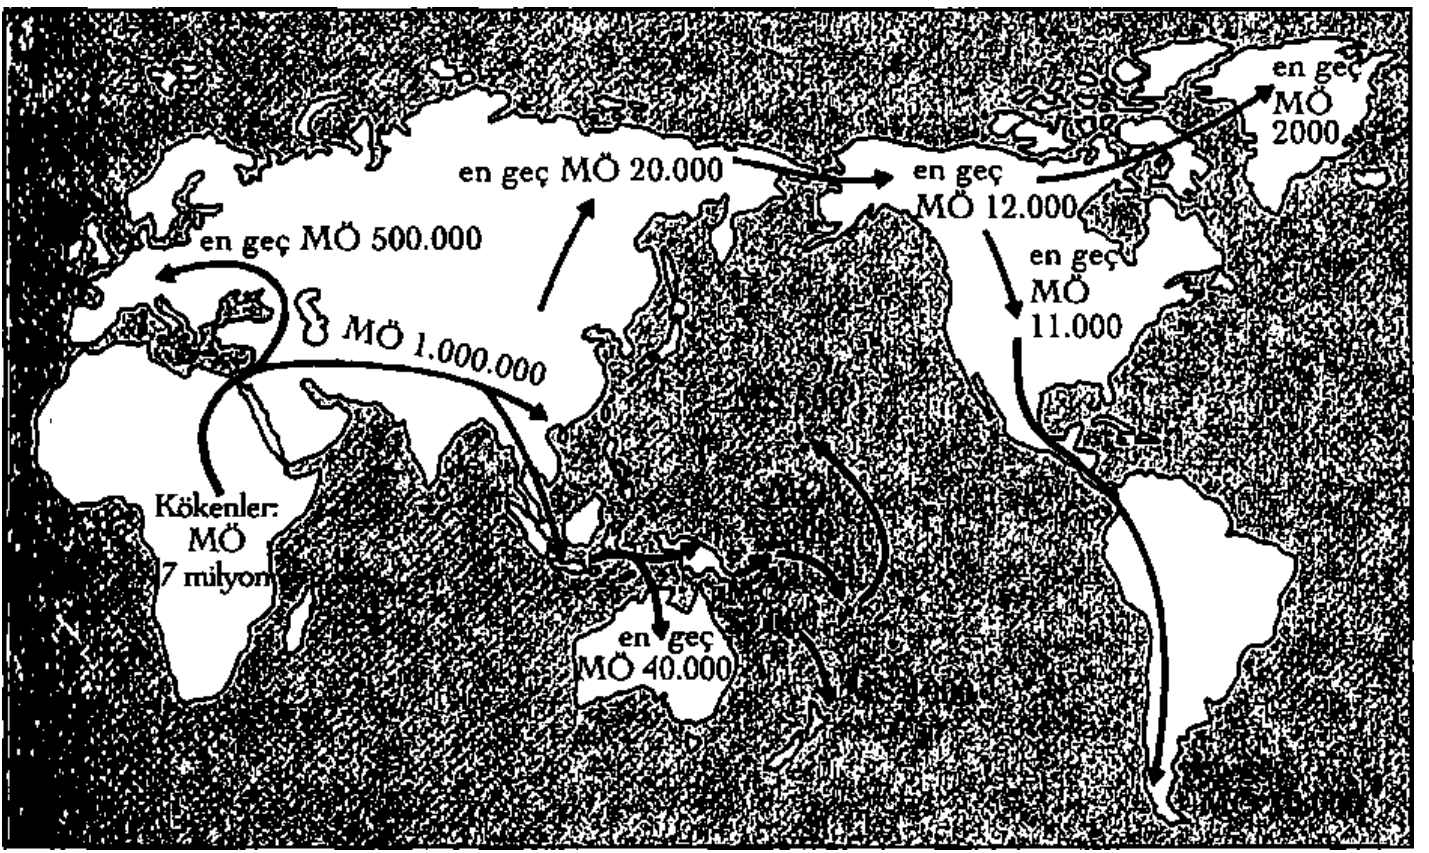 en geç
MÖ
2000
en geç MÖ 20.000
en geç
MÖ 12.000
en geç MÖ 500.000
en geç
MÖ
11.000
MÖ 1.000.000
Kökenler:
MÖ
7 milyon
en geç
MÖ 40.000